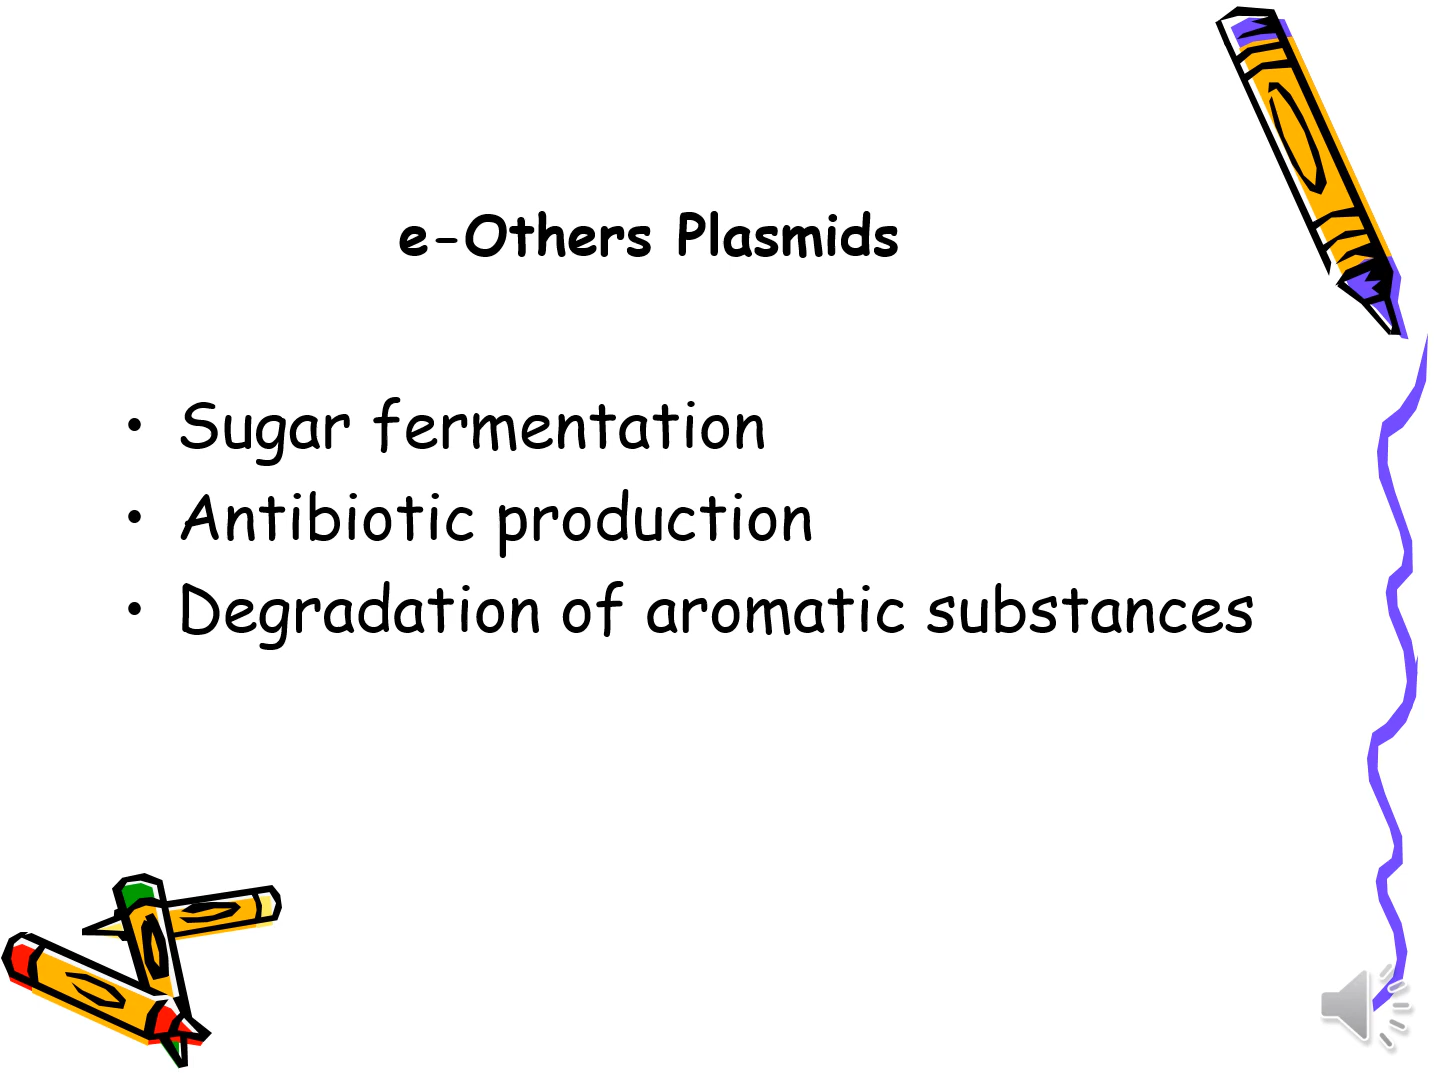 e-Others Plasmids
• Sugar fermentation
• Antibiotic production
• Degradation of aromatic substances